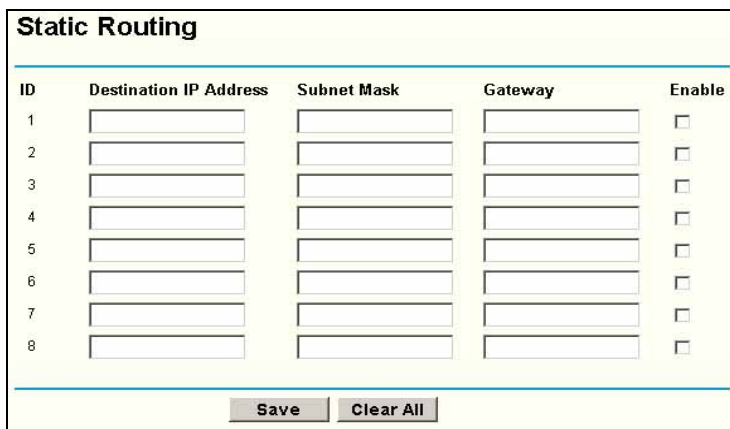 Static Routing
ID Destination IP Address Subnet Mask Gateway Enable
1
2
3
4
5
6
7
8
Save Clear All